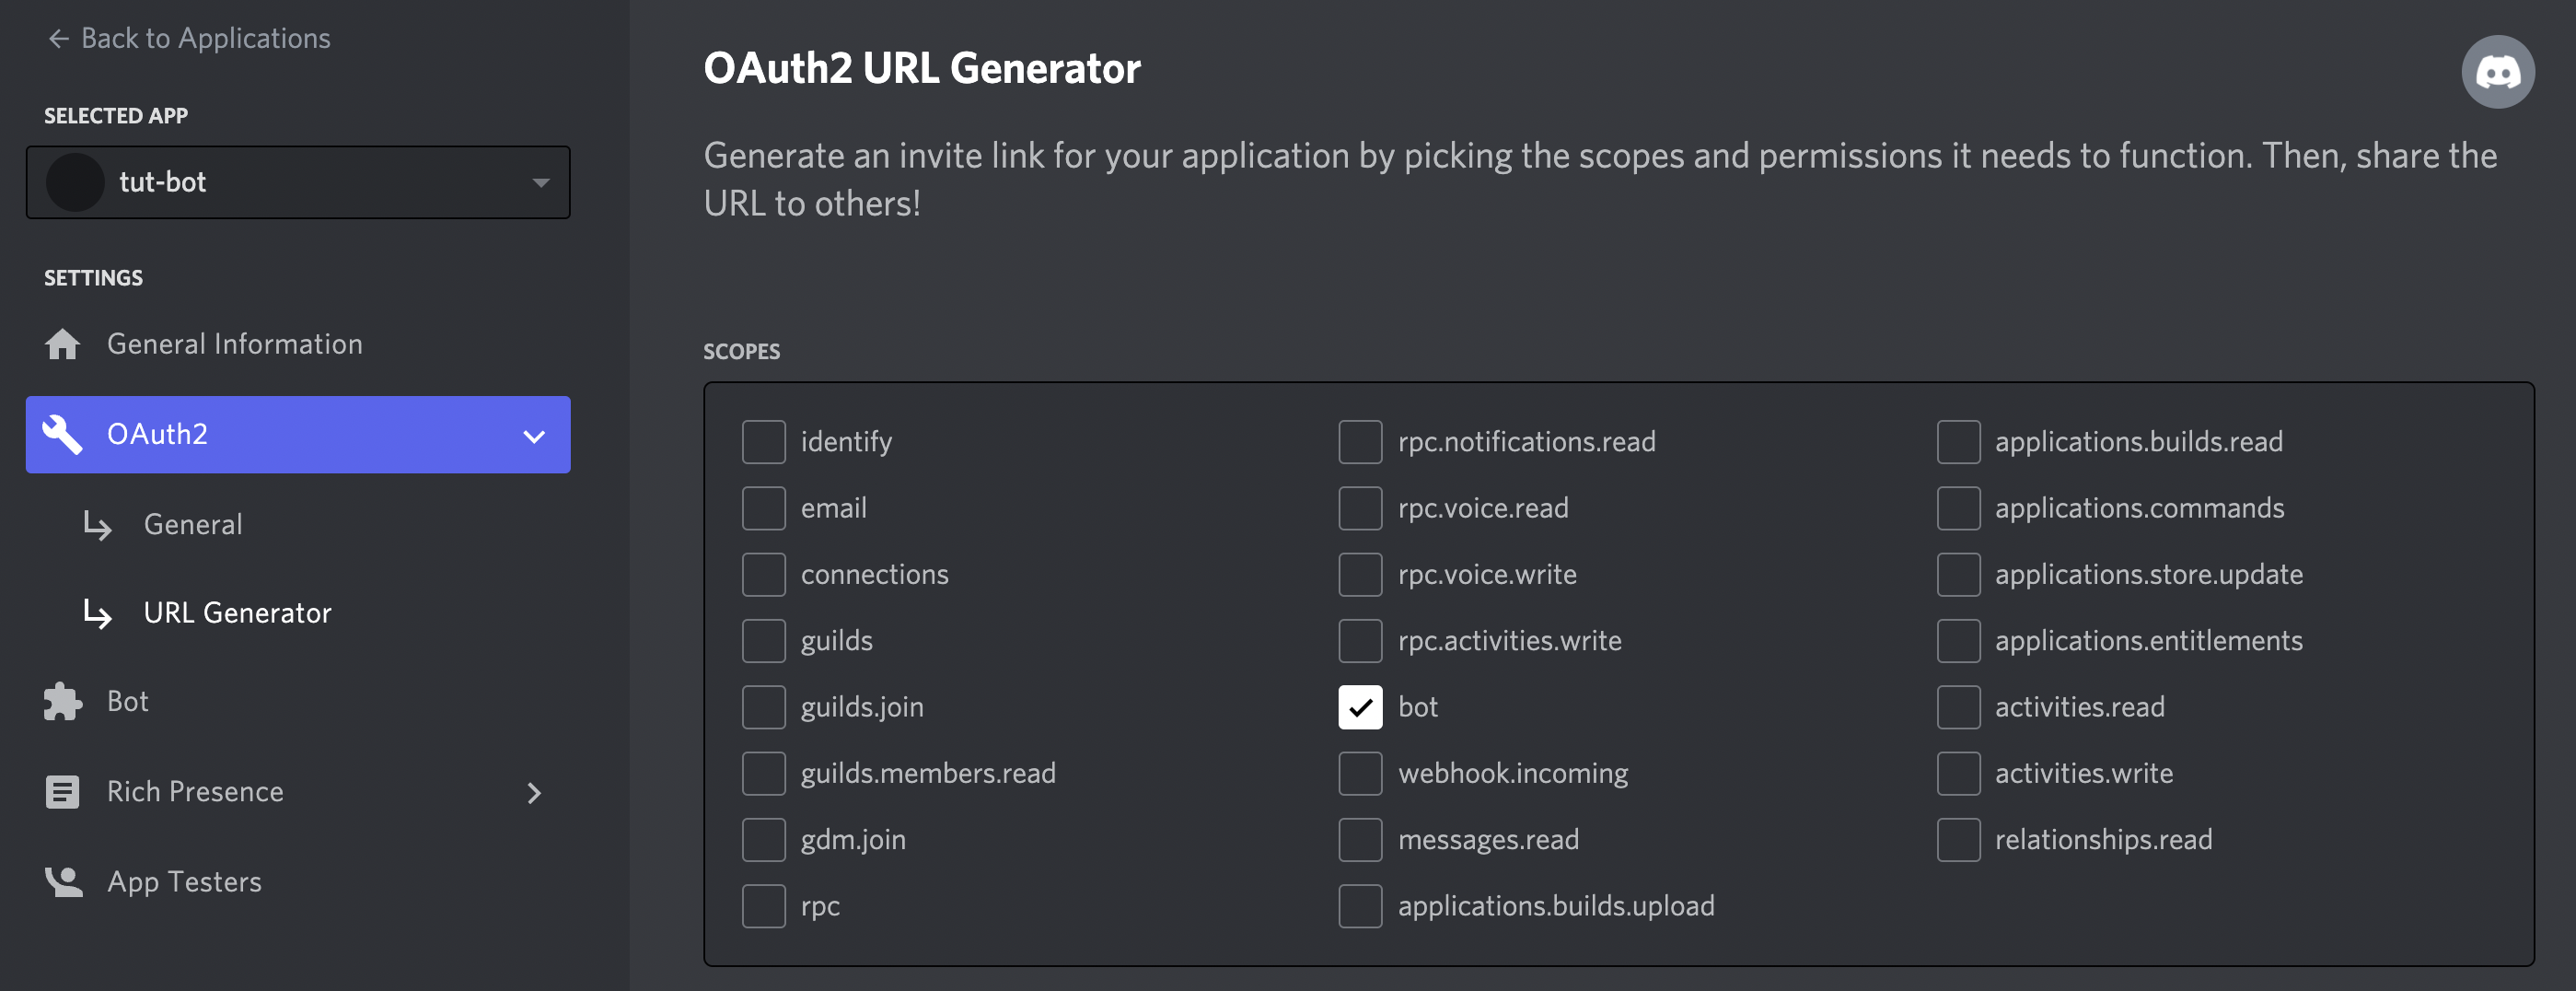 Back to Applications
SELECTED APP
tut-bot
SETTINGS
General Information
OAuth2
General
URL Generator
Bot
Rich Presence
App Testers
OAuth2 URL Generator
Generate an invite link for your application by picking the scopes and permissions it needs to function. Then, share the
URL to others!
SCOPES
identify
email
connections
guilds
guilds.join
guilds.members.read
gdm.join
rpc
rpc.notifications.read
rpc.voice.read
rpc.voice.write
rpc.activities.write
bot
webhook.incoming
messages.read
applications.builds.upload
applications.builds.read
applications.commands
applications.store.update
applications.entitlements
activities.read
activities.write
relationships.read